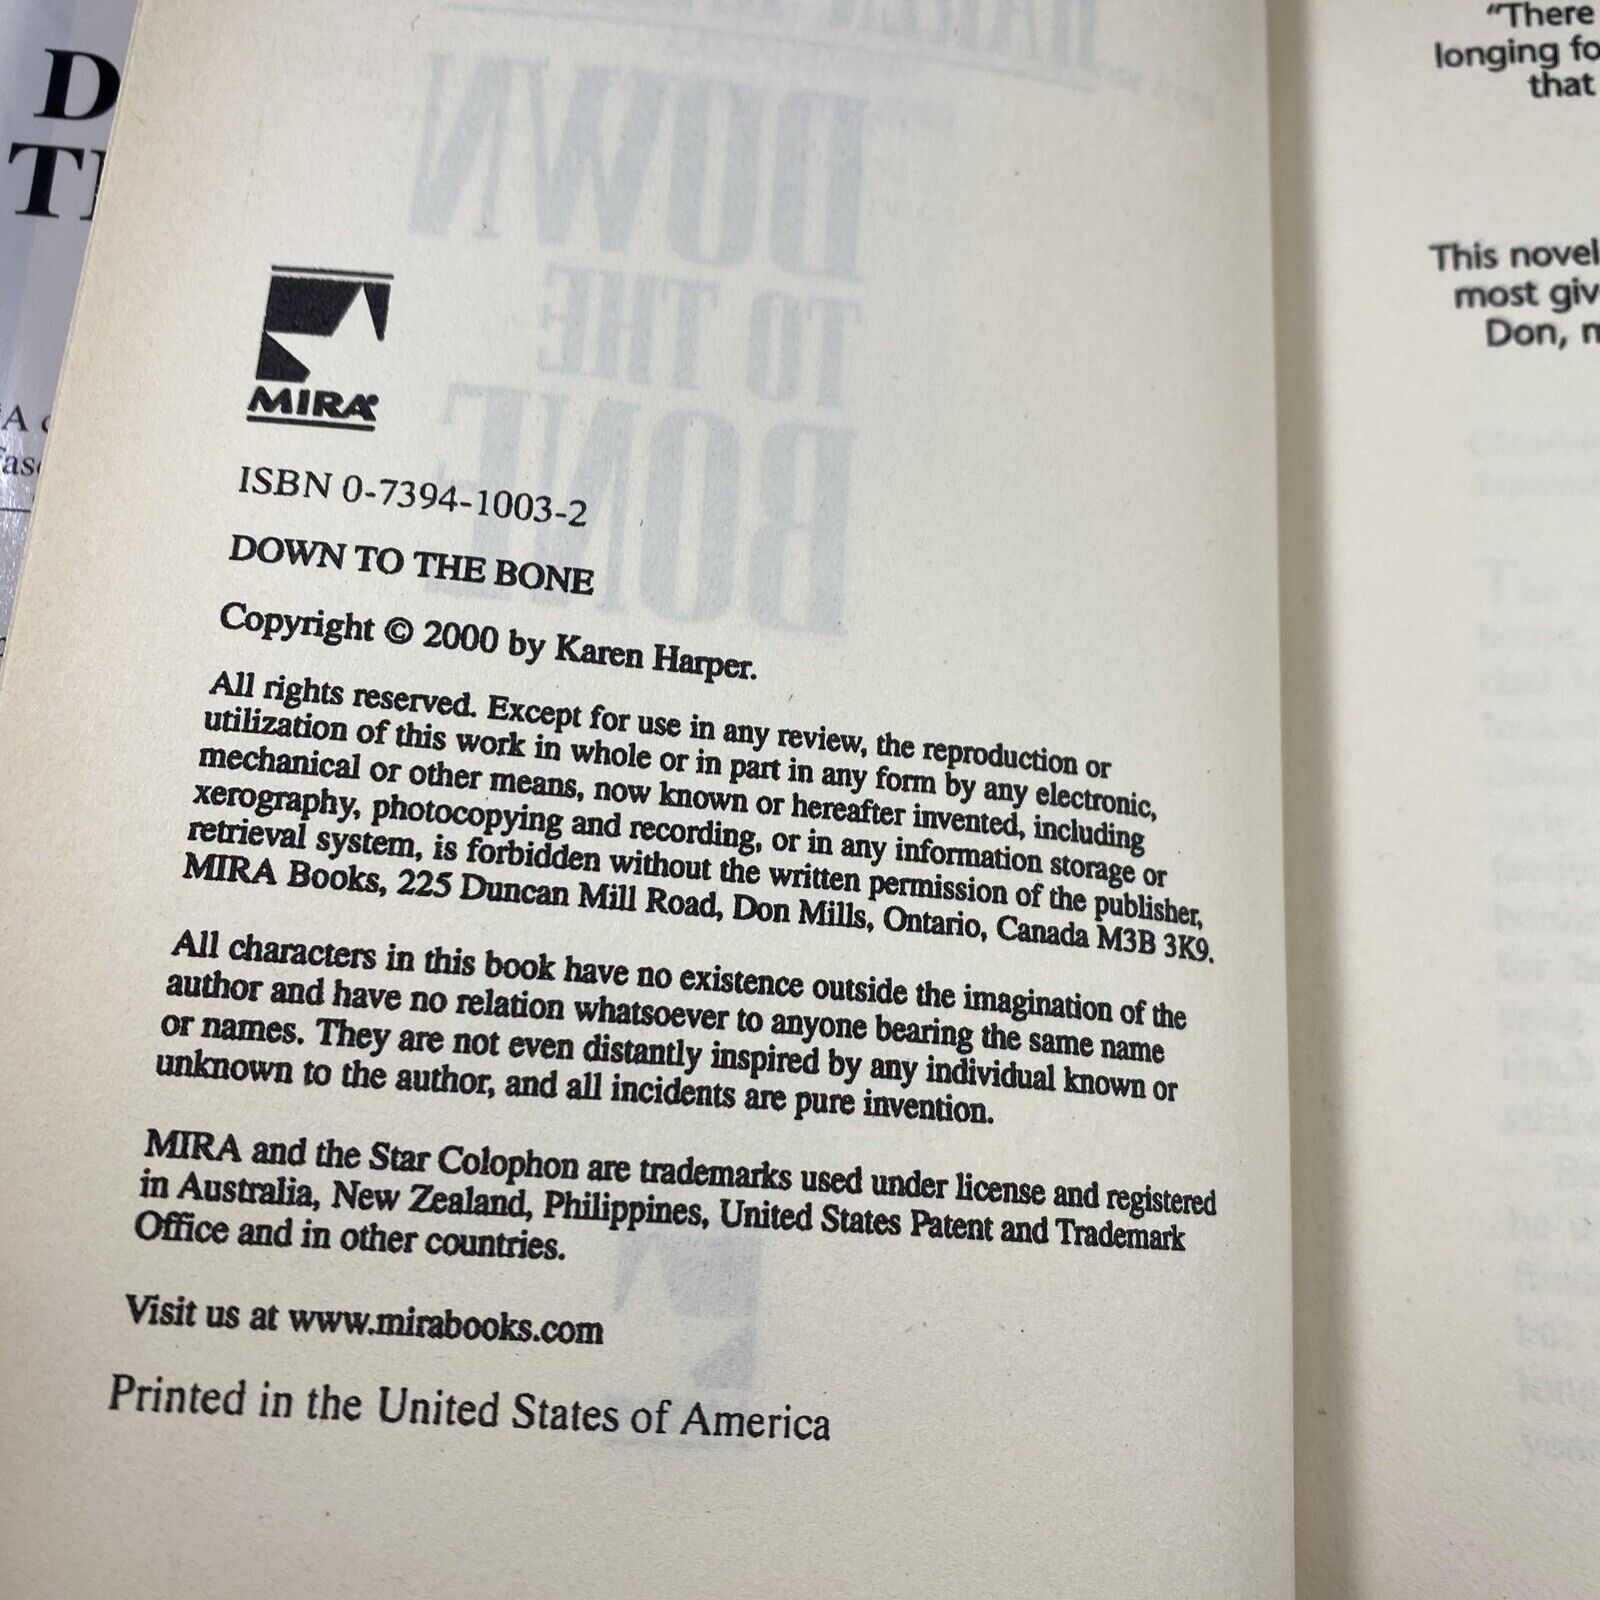 D
"A
MIRA®
ISBN 0-7394-1003-2
DOWN TO THE BONE
Copyright © 2000 by Karen Harper.
All rights reserved. Except for use in any review, the reproduction or
utilization of this work in whole or in part in any form by any electronic,
mechanical or other means, now known or hereafter invented, including
xerography, photocopying and recording, or in any information storage or
retrieval system, is forbidden without the written permission of the publisher,
MIRA Books, 225 Duncan Mill Road, Don Mills, Ontario, Canada M3B 3K9.
All characters in this book have no existence outside the imagination of the
author and have no relation whatsoever to anyone bearing the same name
or names. They are not even distantly inspired by any individual known or
unknown to the author, and all incidents are pure invention.
MIRA and the Star Colophon are trademarks used under license and registered
in Australia, New Zealand, Philippines, United States Patent and Trademark
Office and in other countries.
Visit us at www.mirabooks.com
Printed in the United States of America
DOWN
TO THE
BONE
"There
longing fo
that
This novel
most giv
Don, m